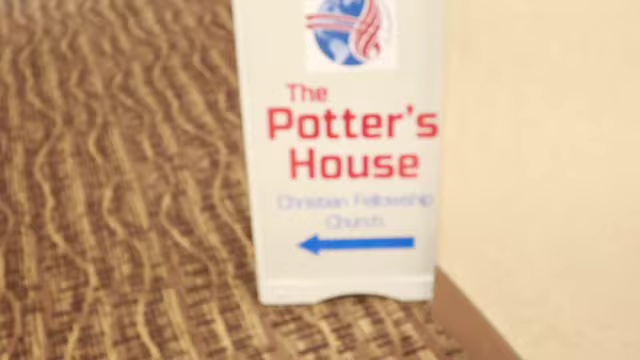 The
Potter's
House
Christian Fellowship
Church